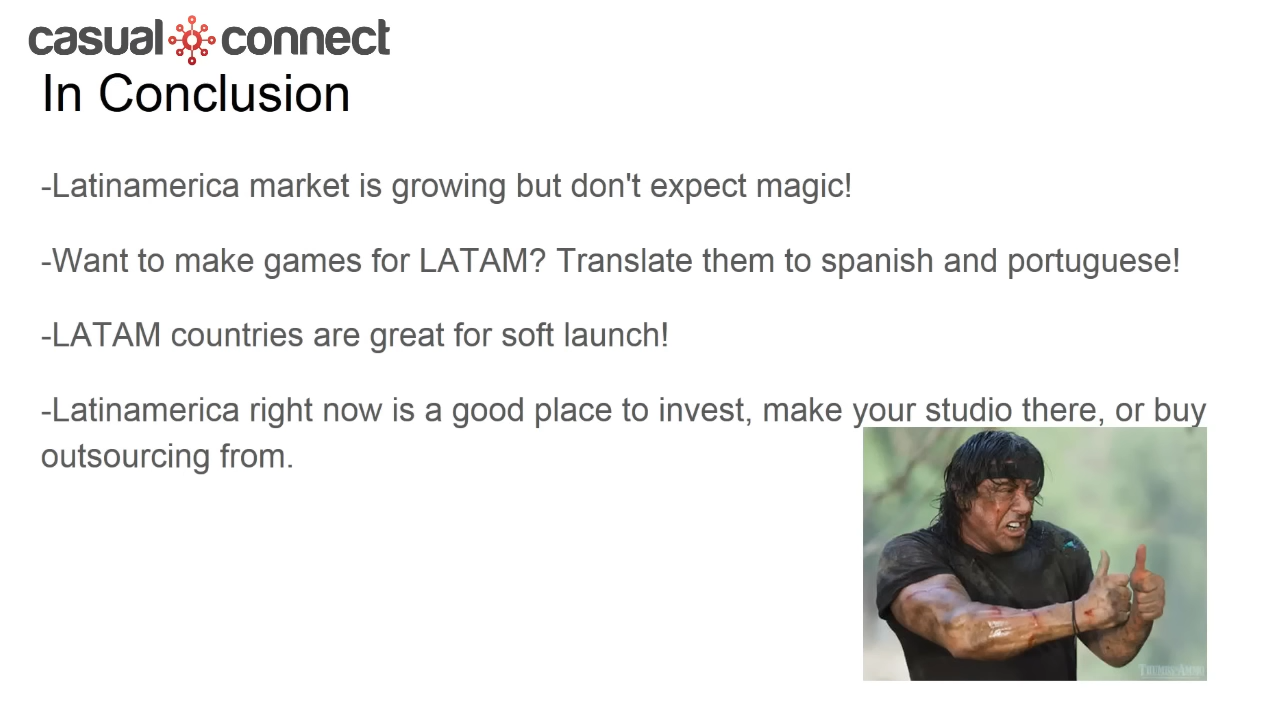 casual connect
In Conclusion
-Latinamerica market is growing but don't expect magic!
-Want to make games for LATAM? Translate them to spanish and portuguese!
-LATAM countries are great for soft launch!
-Latinamerica right now is a good place to invest, make your studio there, or buy
outsourcing from.
THUMBS & AMMO